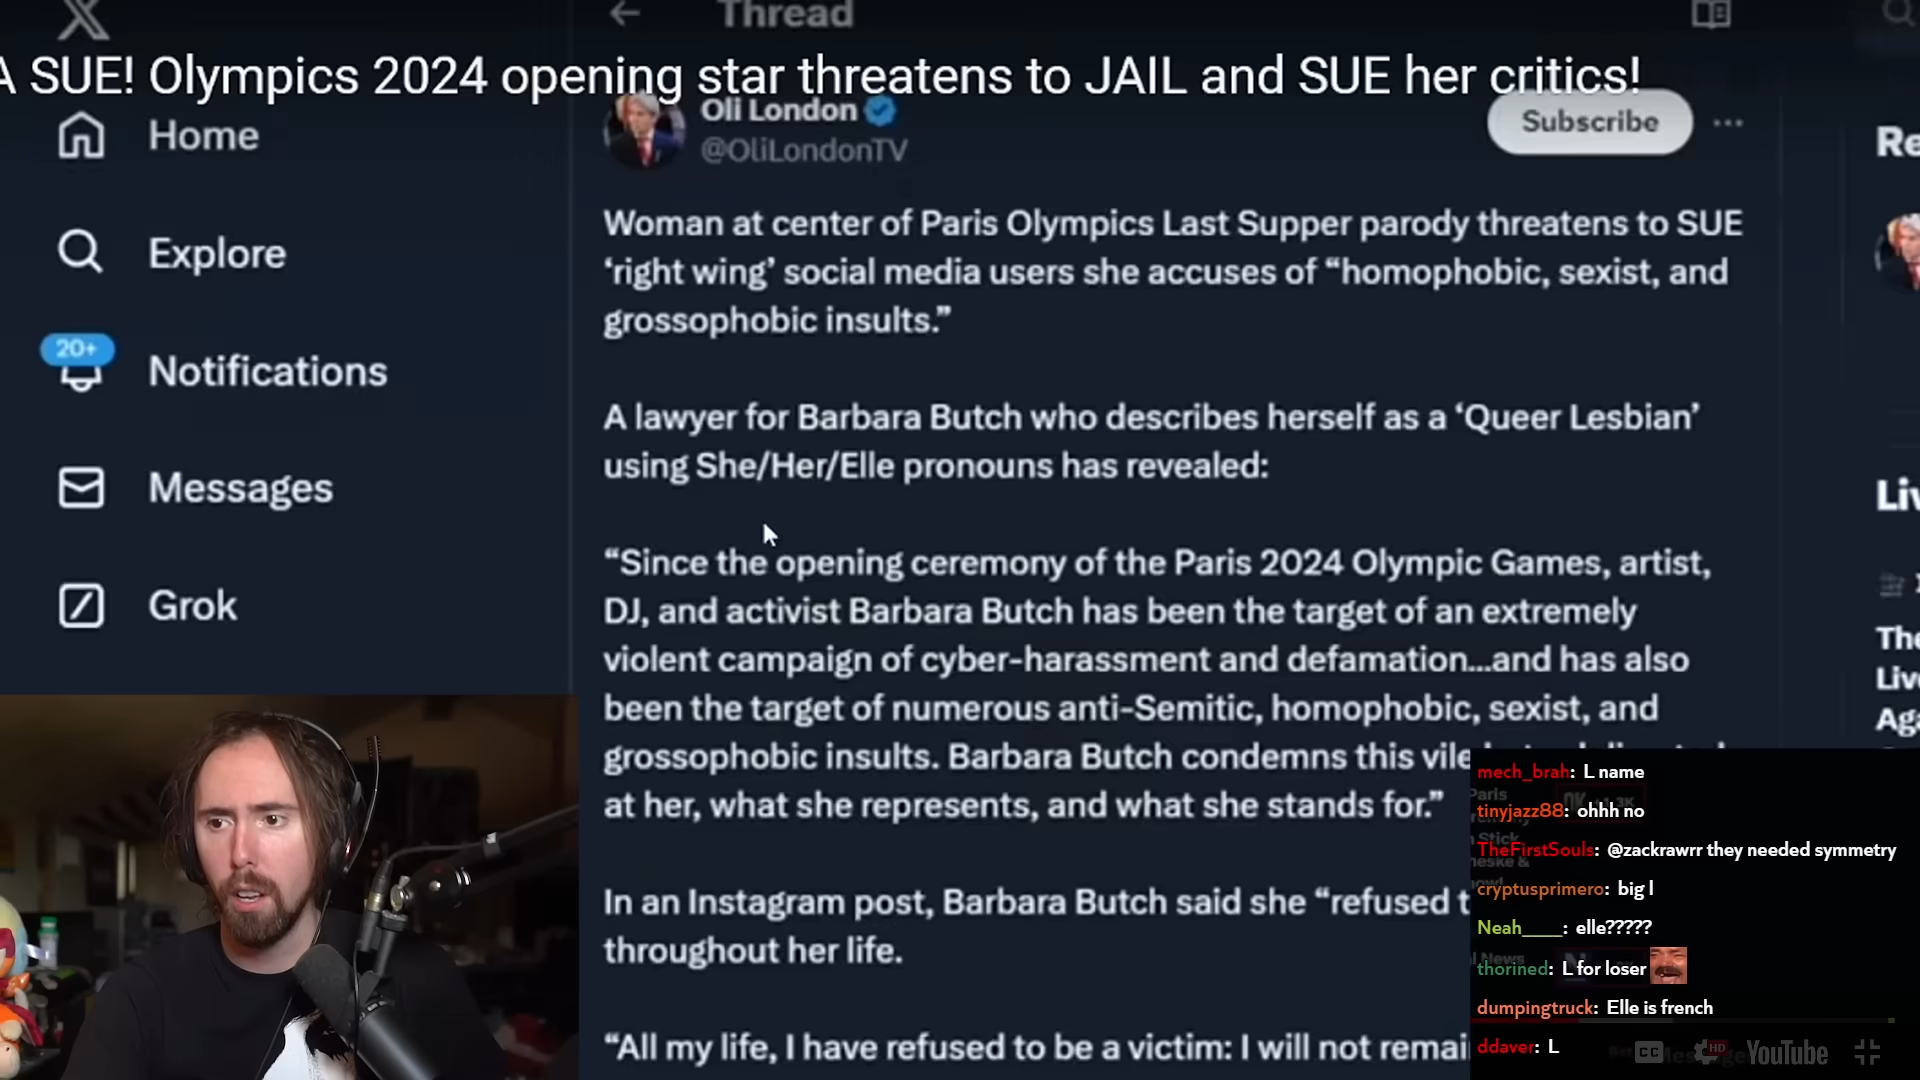 Thread
A SUE! Olympics 2024 opening star threatens to JAIL and SUE her critics!
Home
Explore
20+
Notifications
Messages
Grok
Oli London
@OliLondonTV
Subscribe
Woman at center of Paris Olympics Last Supper parody threatens to SUE
‘right wing’ social media users she accuses of “homophobic, sexist, and
grossophobic insults.”
A lawyer for Barbara Butch who describes herself as a ‘Queer Lesbian’
using She/Her/Elle pronouns has revealed:
“Since the opening ceremony of the Paris 2024 Olympic Games, artist,
DJ, and activist Barbara Butch has been the target of an extremely
violent campaign of cyber-harassment and defamation...and has also
been the target of numerous anti-Semitic, homophobic, sexist, and
grossophobic insults. Barbara Butch condemns this vile
at her, what she represents, and what she stands for.”
In an Instagram post, Barbara Butch said she “refused t
throughout her life.
“All my life, I have refused to be a victim: I will not remai
Re
Liv
The
Live
Aga
mech_brah: L name
tinyjazz88: ohhh no
TheFirstSouls: @zackrawrr they needed symmetry
cryptusprimero: big l
Neah____: elle?????
thorined: L for loser
dumpingtruck: Elle is french
ddaver: L
CC
HD
YouTube